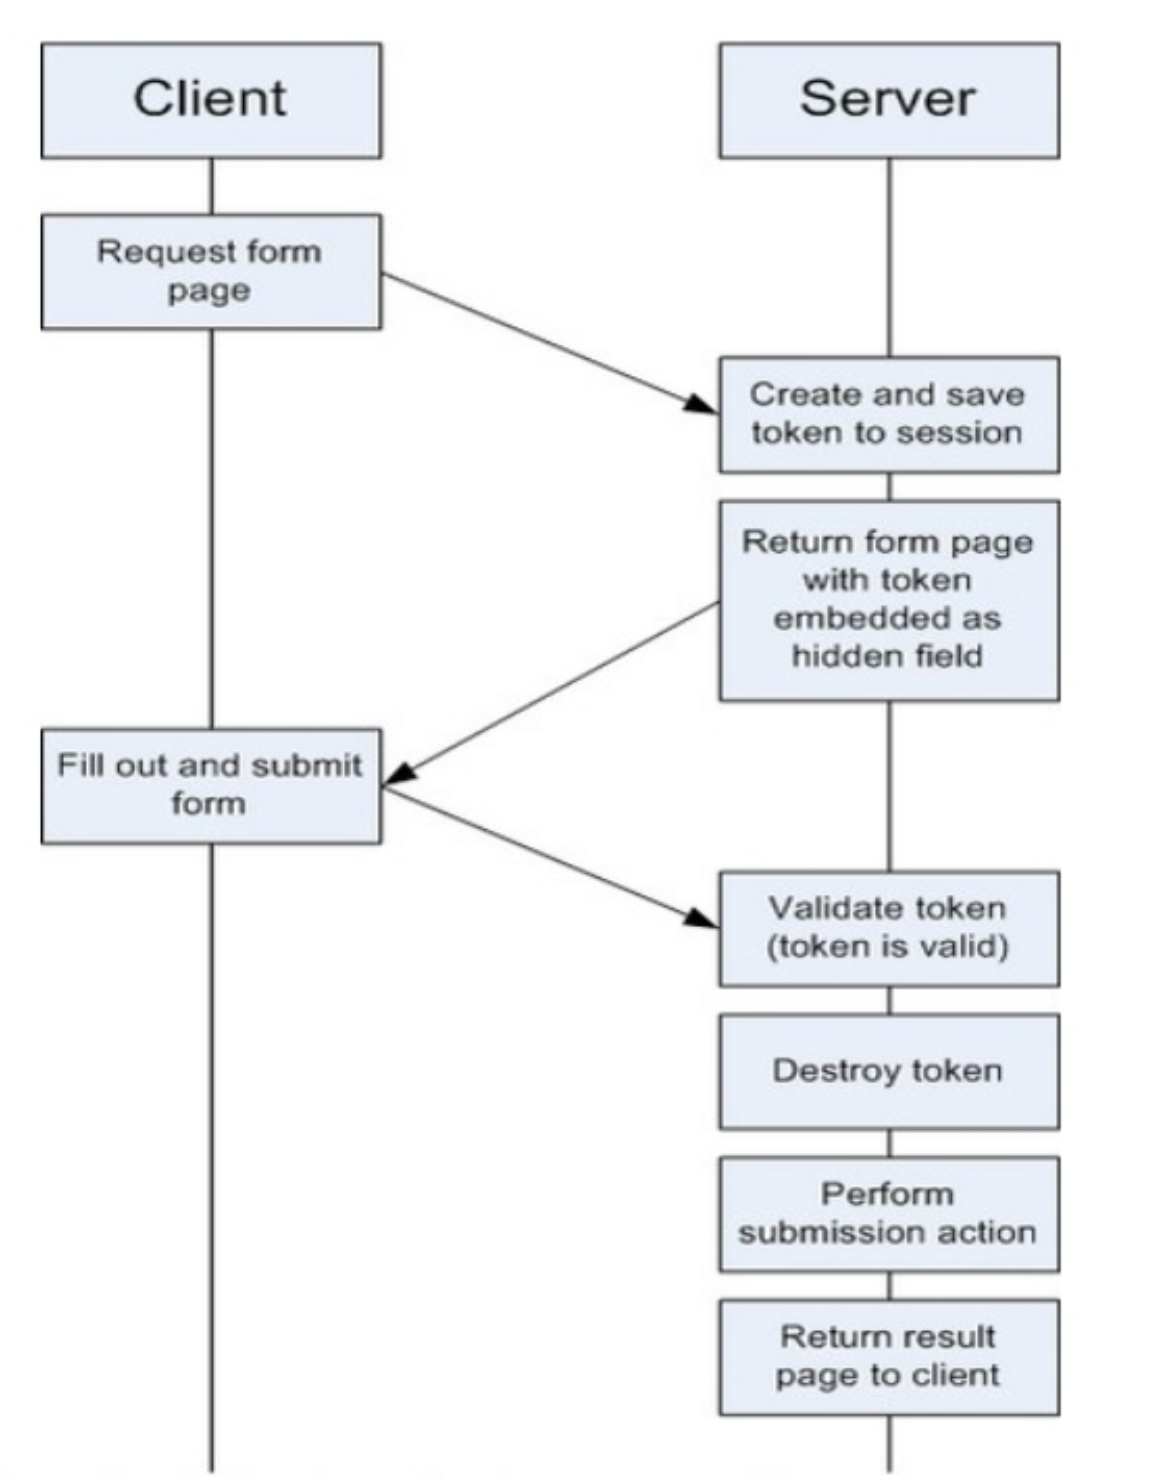 Client
Server
Request form
page
Create and save
token to session
Return form page
with token
embedded as
hidden field
Fill out and submit
form
Validate token
(token is valid)
Destroy token
Perform
submission action
Return result
page to client